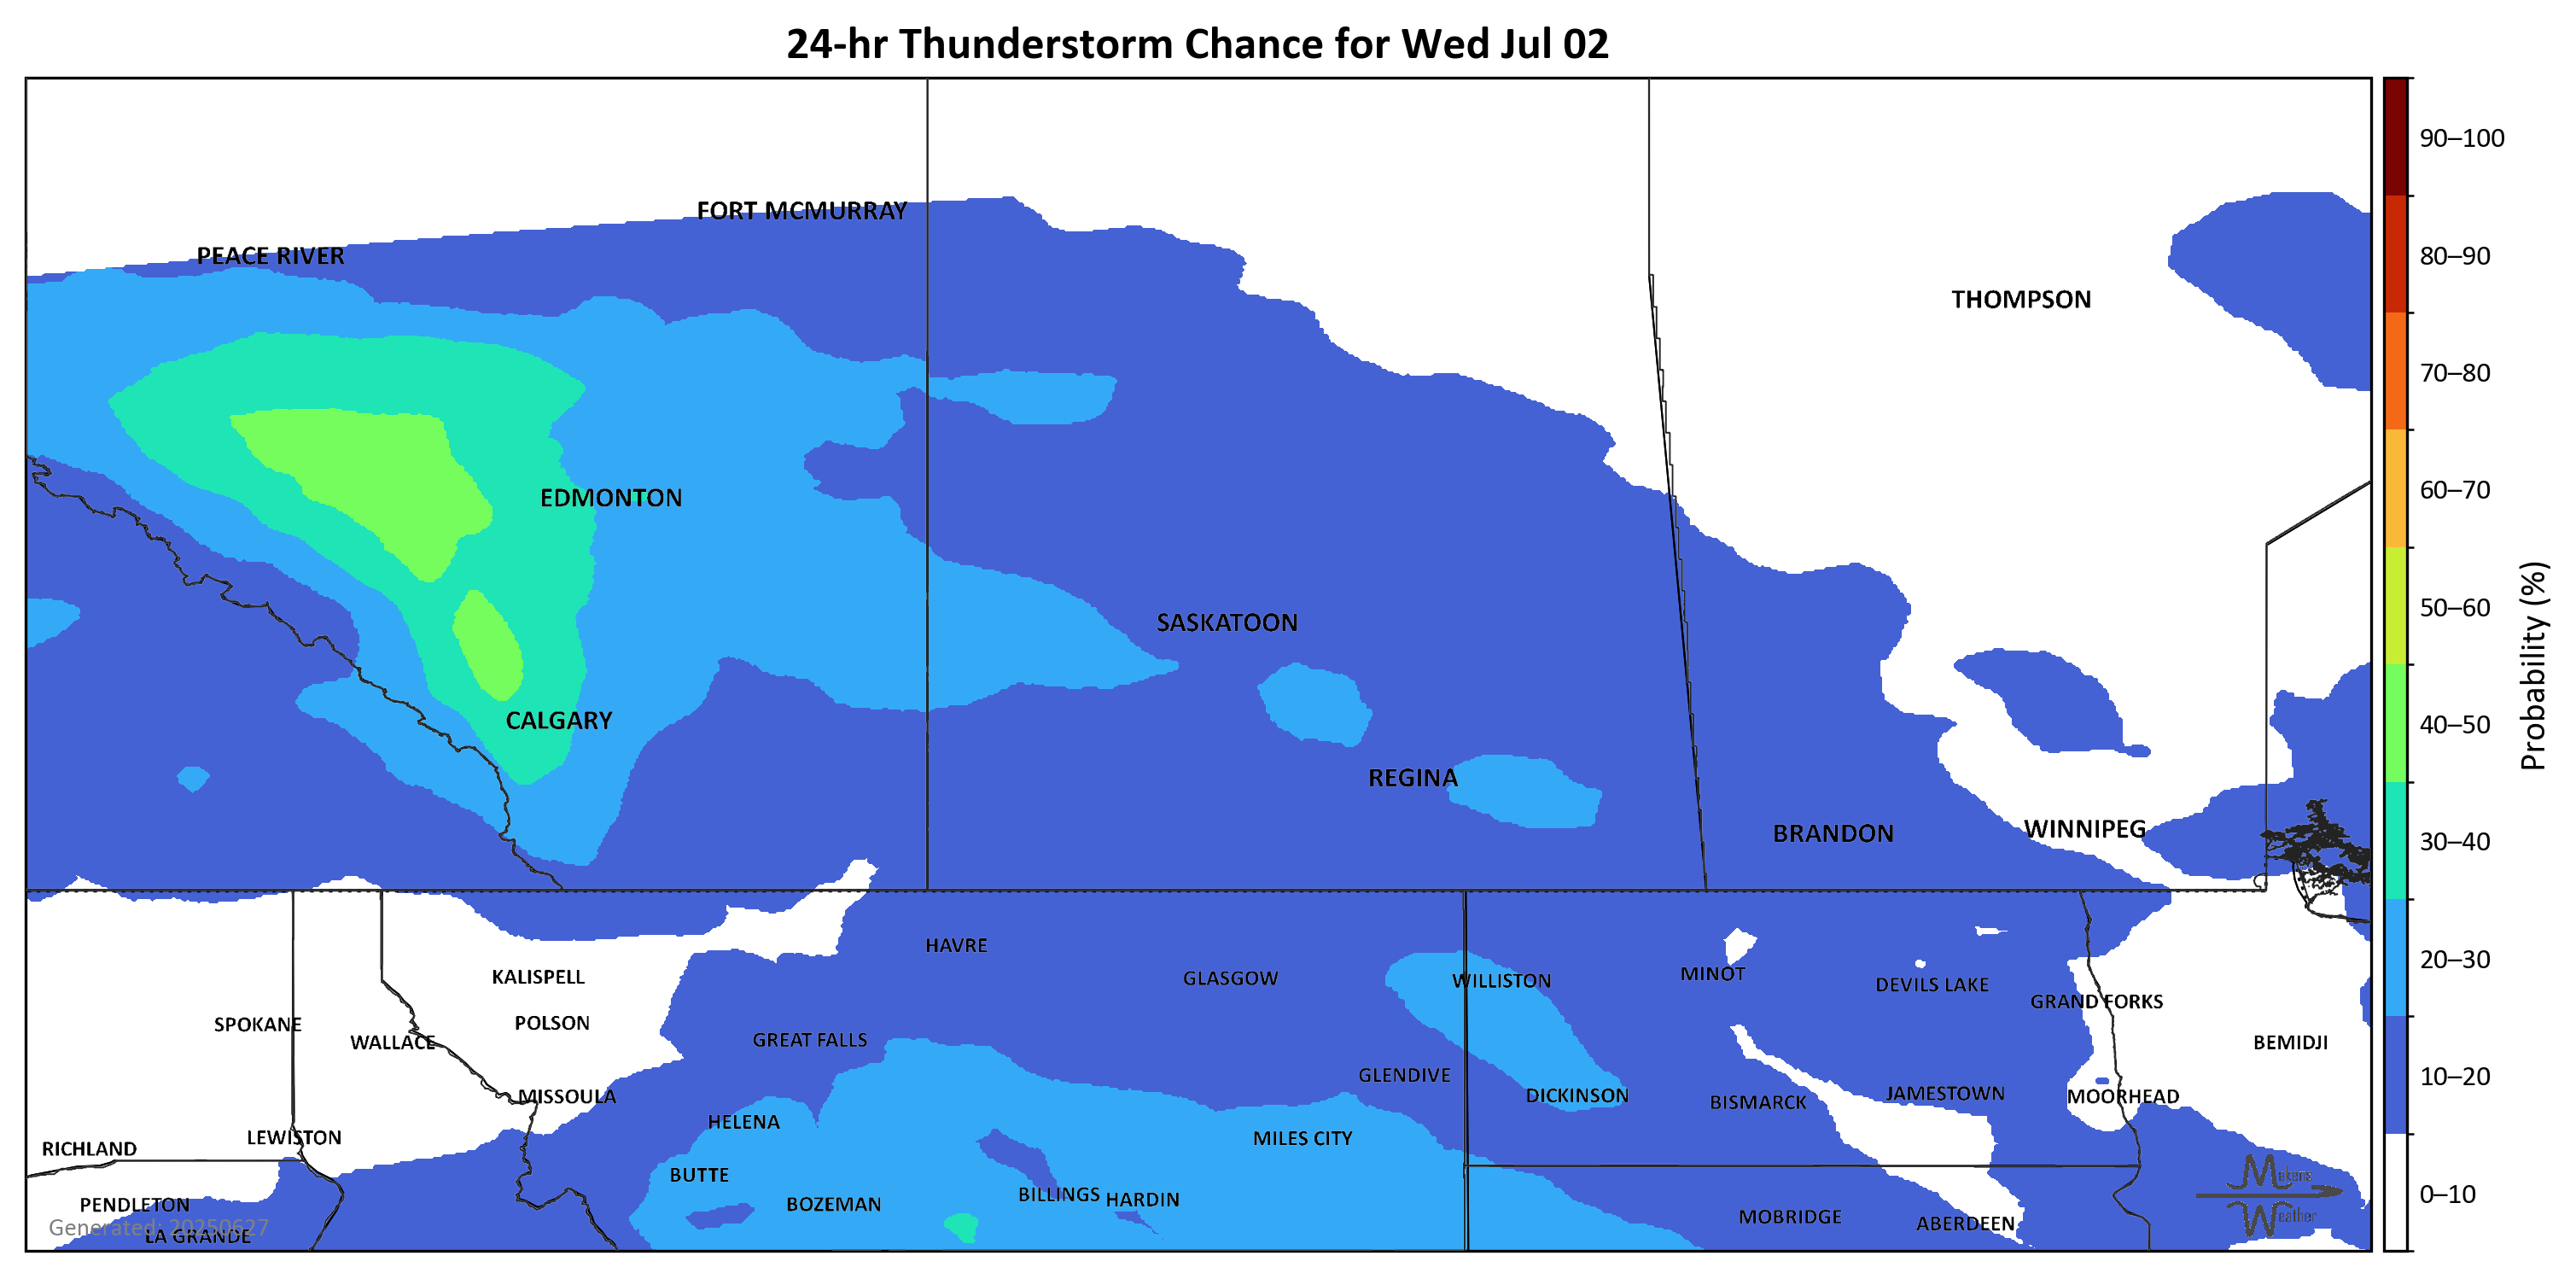 24-hr Thunderstorm Chance for Wed Jul 02
90–100
FORT MCMURRAY
PEACE RIVER
80–90
THOMPSON
70–80
EDMONTON
60–70
SASKATOON
50–60
Probability (%)
CALGARY
40–50
REGINA
WINNIPEG
BRANDON
30–40
HAVRE
20–30
KALISPELL
GLASGOW
WILLISTON
MINOT
DEVILS LAKE
GRAND FORKS
SPOKANE
POLSON
WALLACE
GREAT FALLS
BEMIDJI
GLENDIVE
10–20
MISSOULA
DICKINSON
BISMARCK
JAMESTOWN
MOORHEAD
HELENA
LEWISTON
MILES CITY
RICHLAND
BUTTE
Makens
BILLINGS
HARDIN
0–10
PENDLETON
BOZEMAN
MOBRIDGE
ABERDEEN
Weather
Generated: 20250627
LA GRANDE